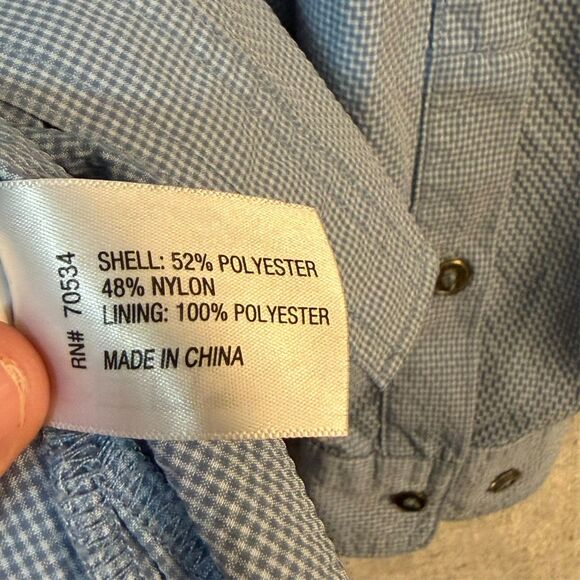 RN# 70534
SHELL: 52% POLYESTER
48% NYLON
LINING: 100% POLYESTER
MADE IN CHINA